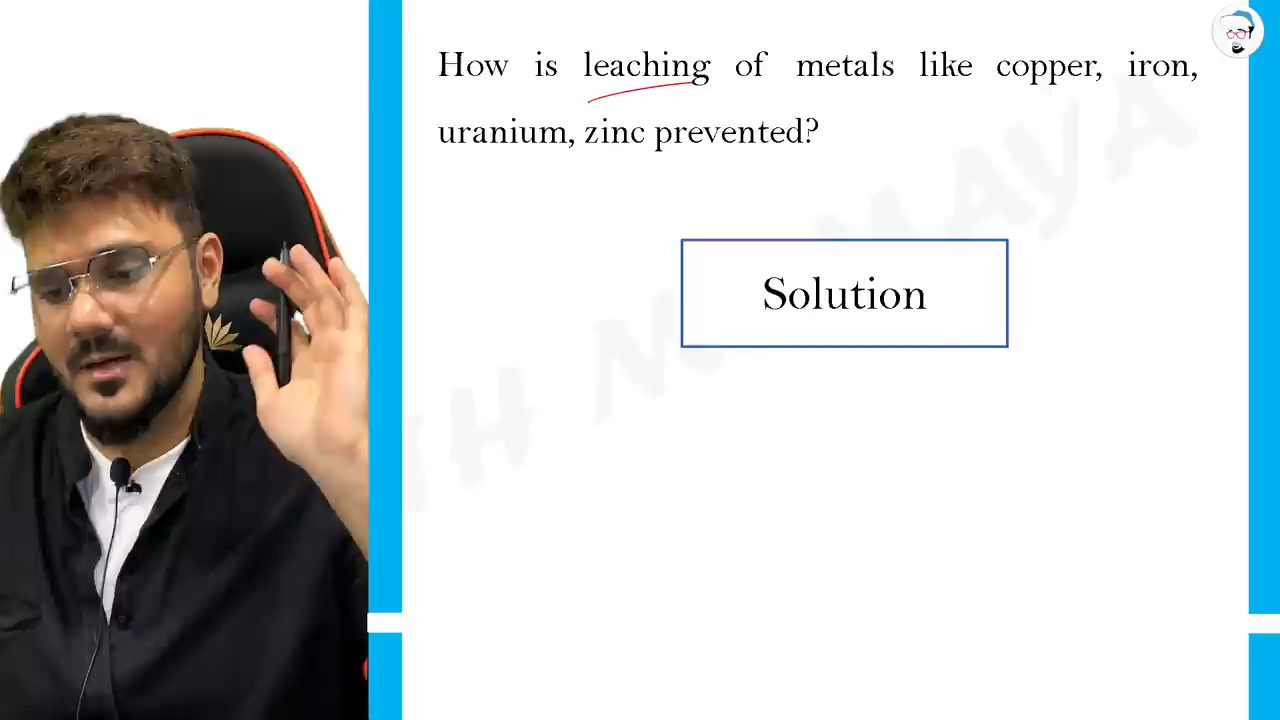 How is leaching of metals like copper, iron,
uranium, zinc prevented?
Solution